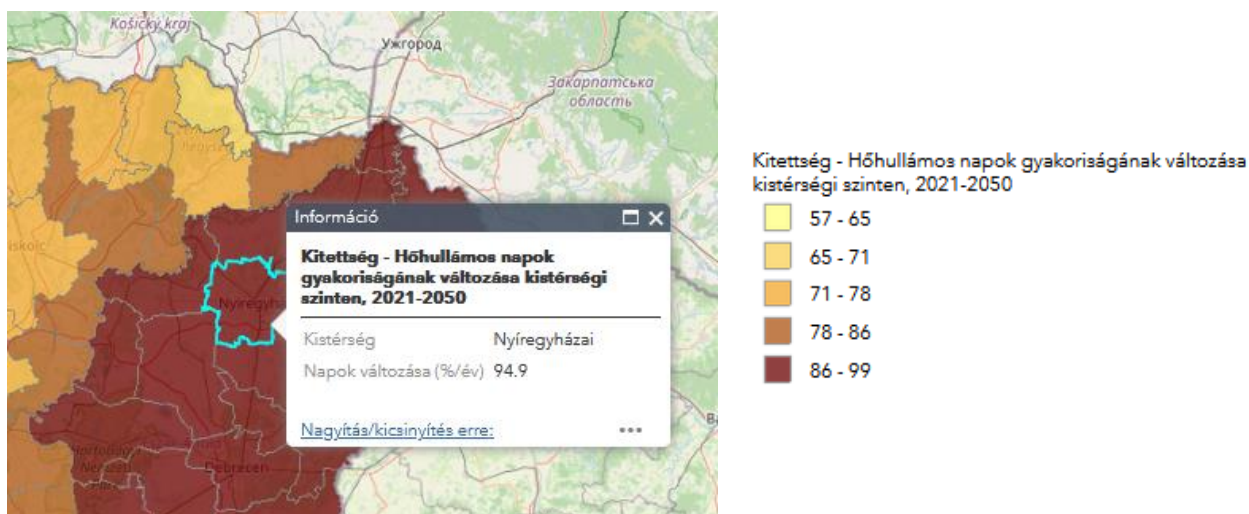 Košický kraj
Ужгород
Закарпатська
область
Információ
Kitettség - Hőhullámos napok
gyakoriságának változása kistérségi
szinten, 2021-2050
Kistérség Nyíregyházai
Napok változása (%/év) 94.9
Nagyítás/kicsinyítés erre:
Debrecen
Kitettség - Hőhullámos napok gyakoriságának változása
kistérségi szinten, 2021-2050
57 - 65
65 - 71
71 - 78
78 - 86
86 - 99